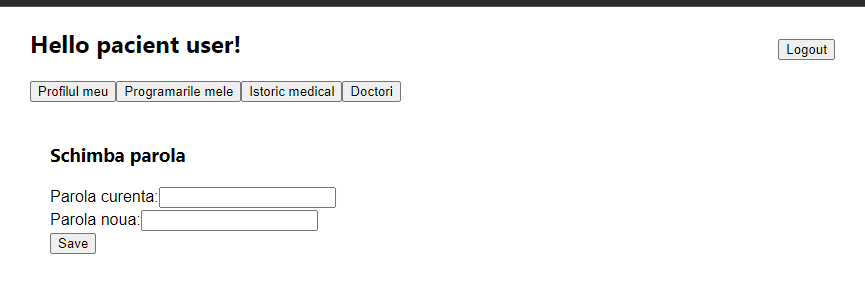 Hello pacient user!
Logout
Profilul meu Programarile mele Istoric medical Doctori
Schimba parola
Parola curenta:
Parola noua:
Save